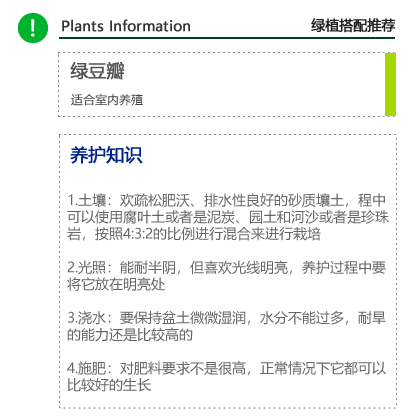 Plants Information
绿植搭配推荐
绿豆瓣
适合室内养殖
养护知识
1.土壤：欢疏松肥沃、排水性良好的砂质壤土，程中
可以使用腐叶土或者是泥炭、园土和河沙或者是珍珠
岩，按照4:3:2的比例进行混合来进行栽培
2.光照：能耐半阴，但喜欢光线明亮，养护过程中要
将它放在明亮处
3.浇水：要保持盆土微微湿润，水分不能过多，耐旱
的能力还是比较高的
4.施肥：对肥料要求不是很高，正常情况下它都可以
比较好的生长